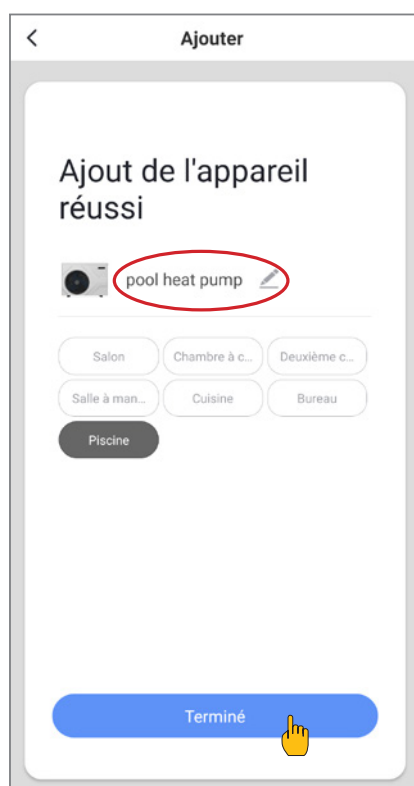 Ajouter
Ajout de l'appareil
réussi
pool heat pump
Salon Chambre à c... Deuxième c...
Salle à man... Cuisine Bureau
Piscine
Terminé